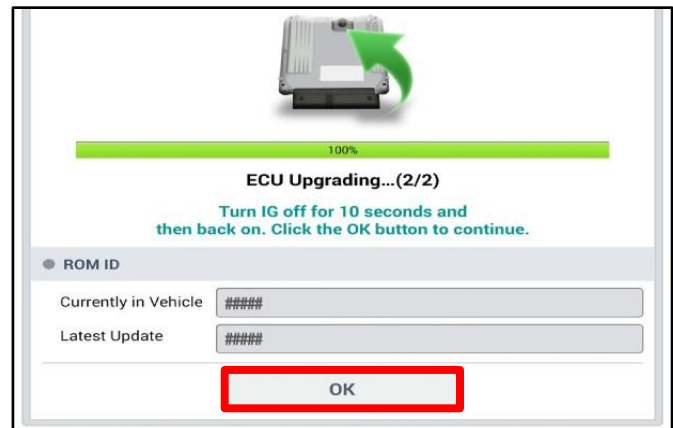 100%
ECU Upgrading...(2/2)
Turn IG off for 10 seconds and
then back on. Click the OK button to continue.
ROM ID
Currently in Vehicle #####
Latest Update #####
OK